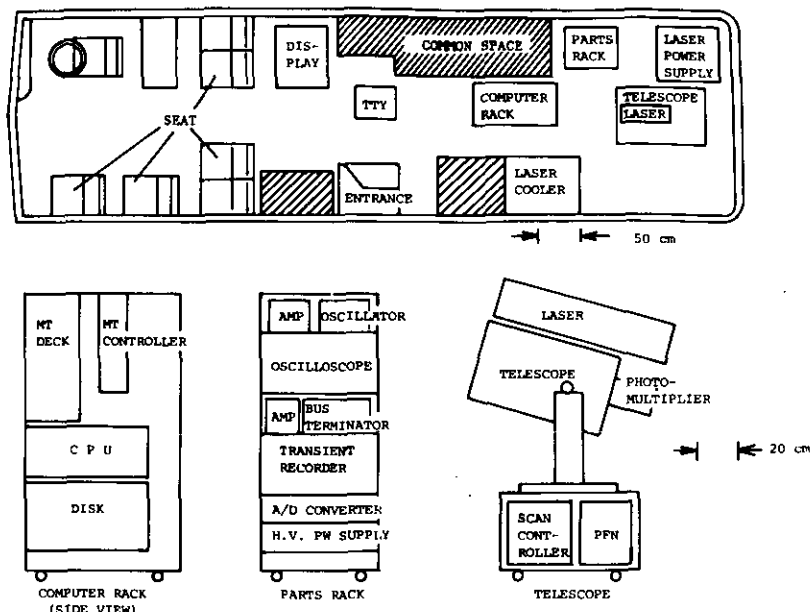 DIS-
PLAY
COMMON SPACE
PARTS
RACK
LASER
POWER
SUPPLY
TTY
COMPUTER
RACK
TELESCOPE
LASER
SEAT
ENTRANCE
LASER
COOLER
50 cm
MT
DECK
MT
CONTROLLER
C P U
DISK
COMPUTER RACK
(SIDE VIEW)
AMP
OSCILLATOR
OSCILLOSCOPE
AMP
BUS
TERMINATOR
TRANSIENT
RECORDER
A/D CONVERTER
H.V. PW SUPPLY
PARTS RACK
LASER
TELESCOPE
PHOTO-
MULTIPLIER
20 cm
SCAN
CONT-
ROLLER
PFN
TELESCOPE